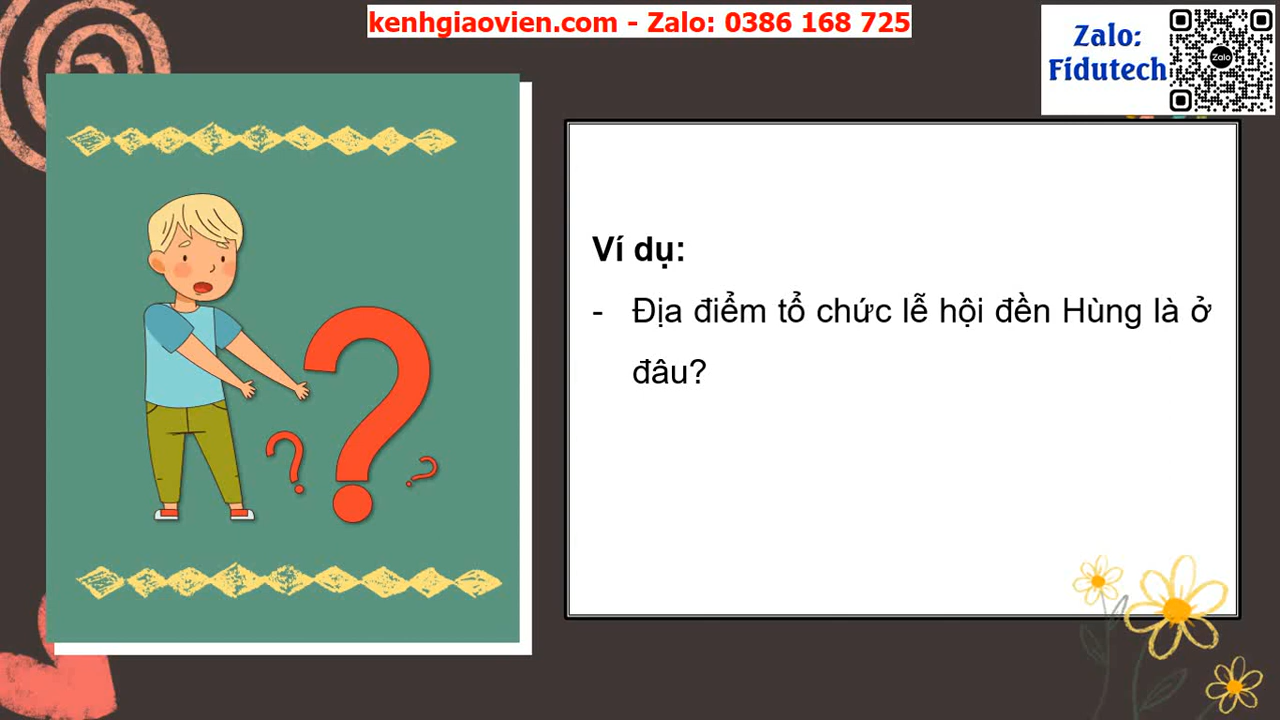 kenhgiaovien.com - Zalo: 0386 168 725
Zalo:
Fidutech
Zalo
Ví dụ:
- Địa điểm tổ chức lễ hội đền Hùng là ở
đâu?